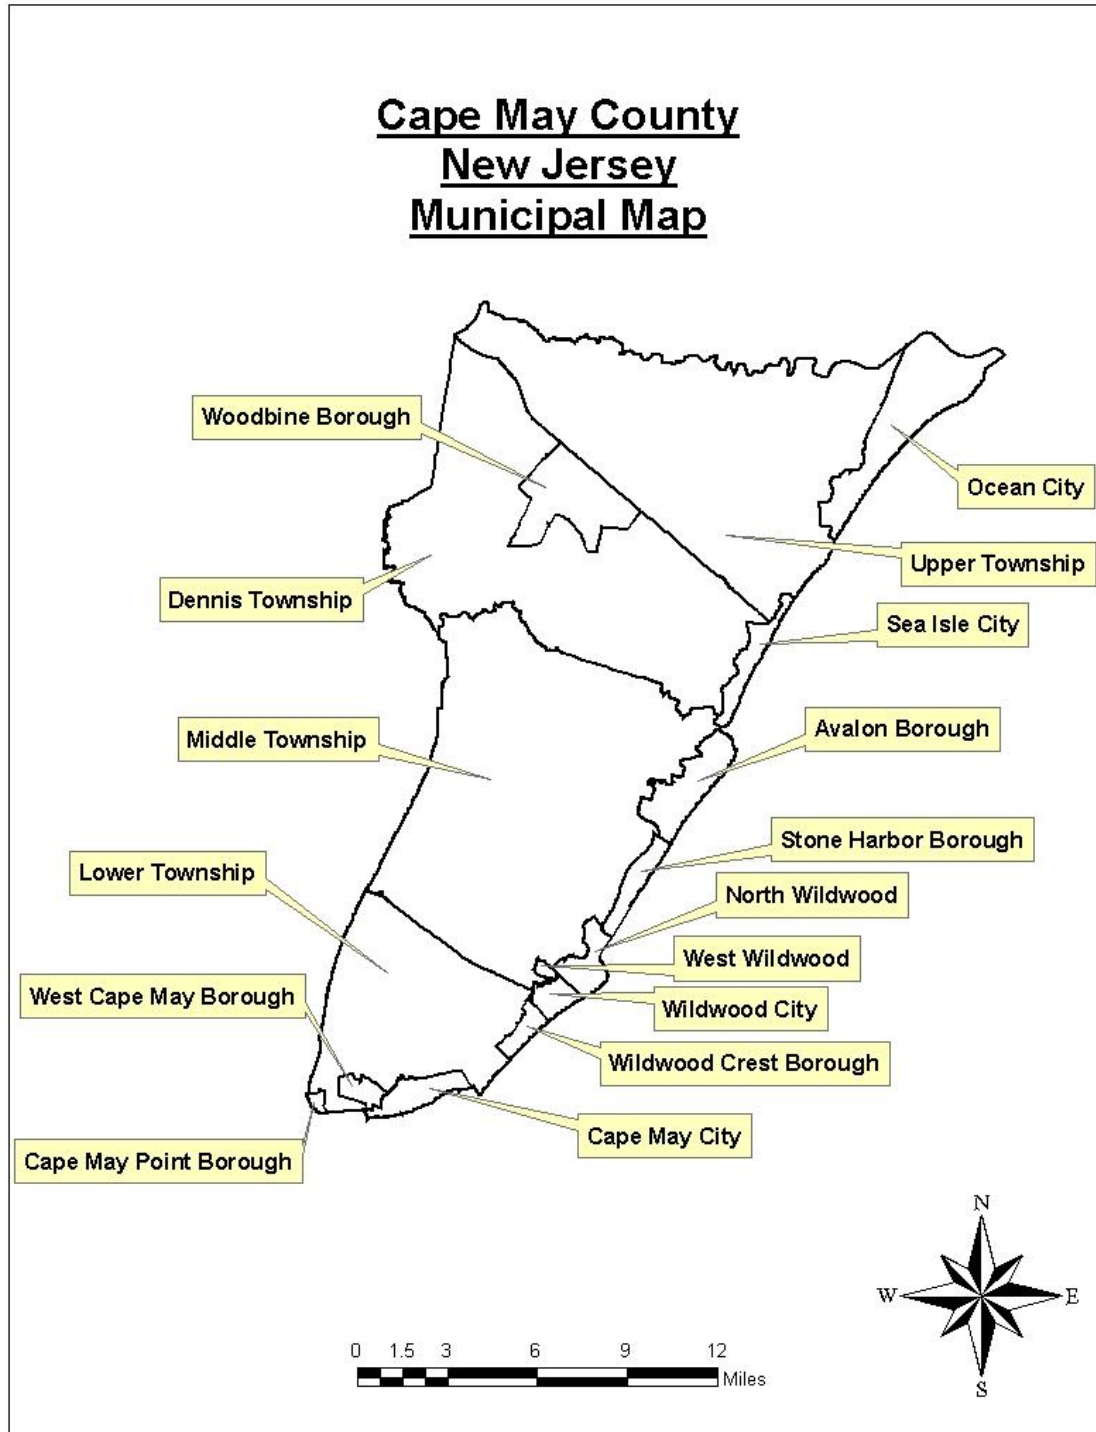 Cape May County
New Jersey
Municipal Map
Woodbine Borough
Ocean City
Upper Township
Dennis Township
Sea Isle City
Middle Township
Avalon Borough
Stone Harbor Borough
Lower Township
North Wildwood
West Wildwood
West Cape May Borough
Wildwood City
Wildwood Crest Borough
Cape May City
Cape May Point Borough
N
W E
S
0 1.5 3 6 9 12
Miles